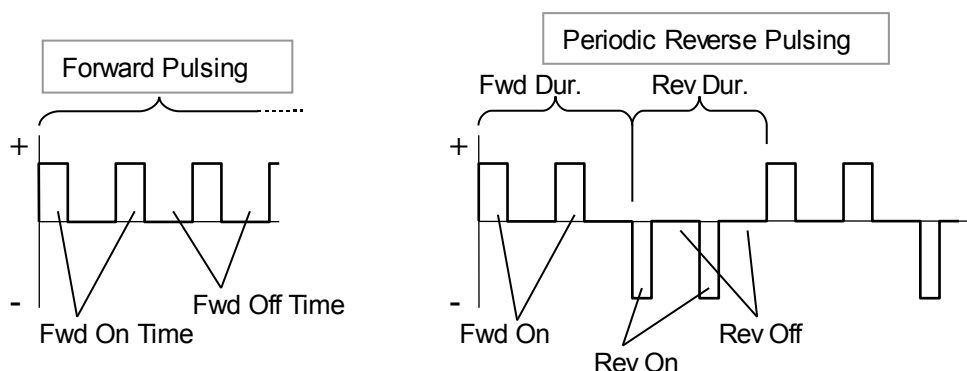 Forward Pulsing
+
-
Fwd On Time
Fwd Off Time
Periodic Reverse Pulsing
Fwd Dur.
Rev Dur.
+
-
Fwd On
Rev On
Rev Off